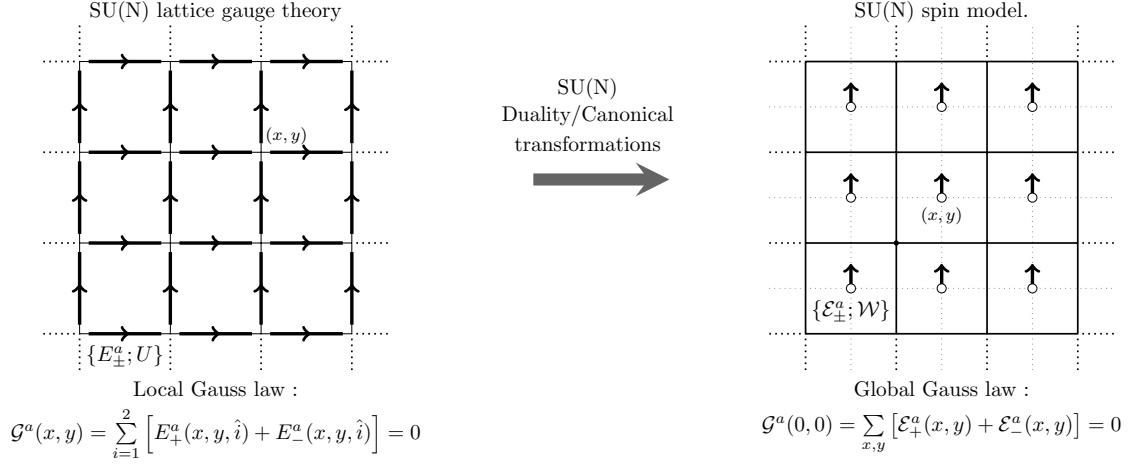 SU(N) lattice gauge theory
(x, y)
{E^a_±; U}
Local Gauss law :
𝒢^a(x, y) = ∑_{i=1}^{2} [E^a_+(x, y, î) + E^a_−(x, y, î)] = 0
SU(N)
Duality/Canonical
transformations
SU(N) spin model.
(x, y)
{ℰ^a_±; 𝒲}
Global Gauss law :
𝒢^a(0, 0) = ∑_{x,y} [ℰ^a_+(x, y) + ℰ^a_−(x, y)] = 0